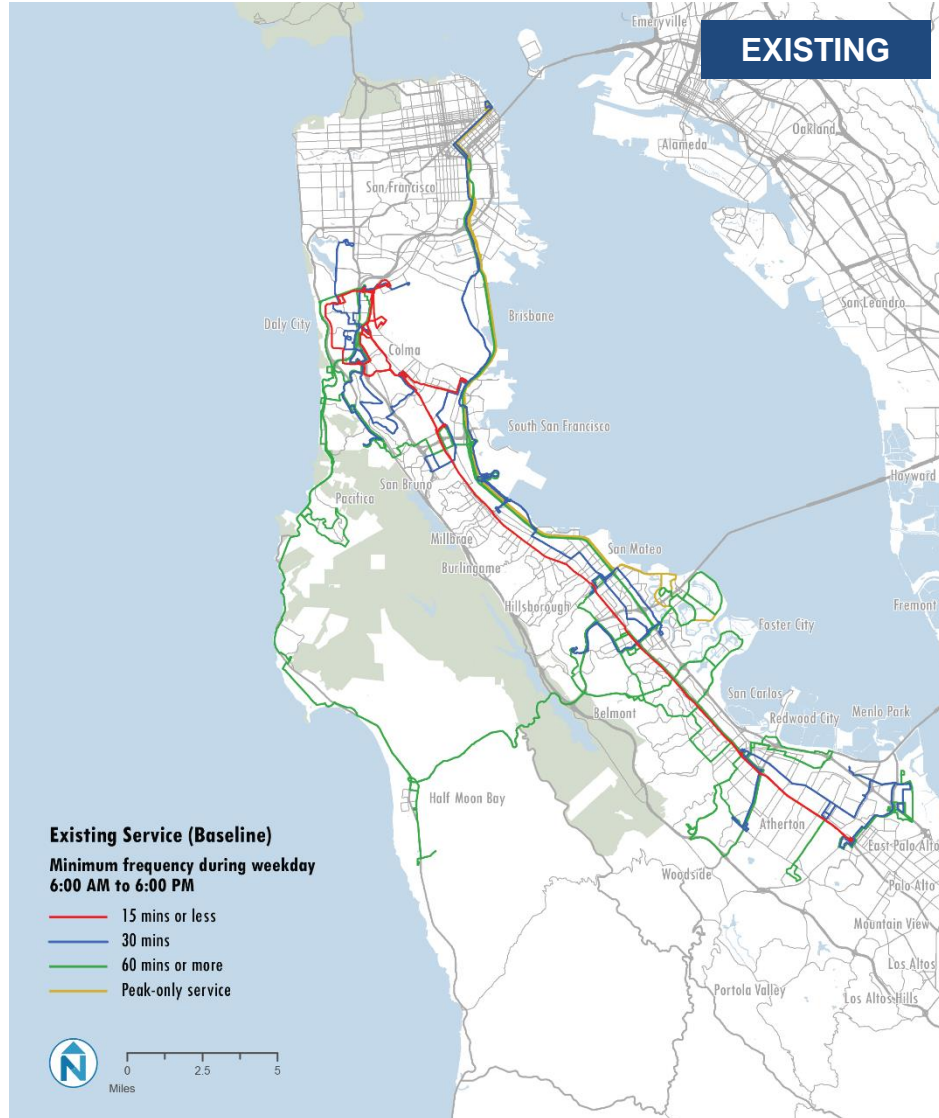 Emeryville
EXISTING
Oakland
Alameda
San Francisco
San Leandro
Brisbane
Daly City
Colma
South San Francisco
Hayward
San Bruno
Pacifica
Millbrae
San Mateo
Burlingame
Hillsborough
Fremont
Foster City
San Carlos
Belmont
Redwood City
Menlo Park
Half Moon Bay
Atherton
East Palo Alto
Woodside
Palo Alto
Mountain View
Los Altos
Portola Valley
Los Altos Hills
Existing Service (Baseline)
Minimum frequency during weekday
6:00 AM to 6:00 PM
15 mins or less
30 mins
60 mins or more
Peak-only service
N
0 2.5 5
Miles